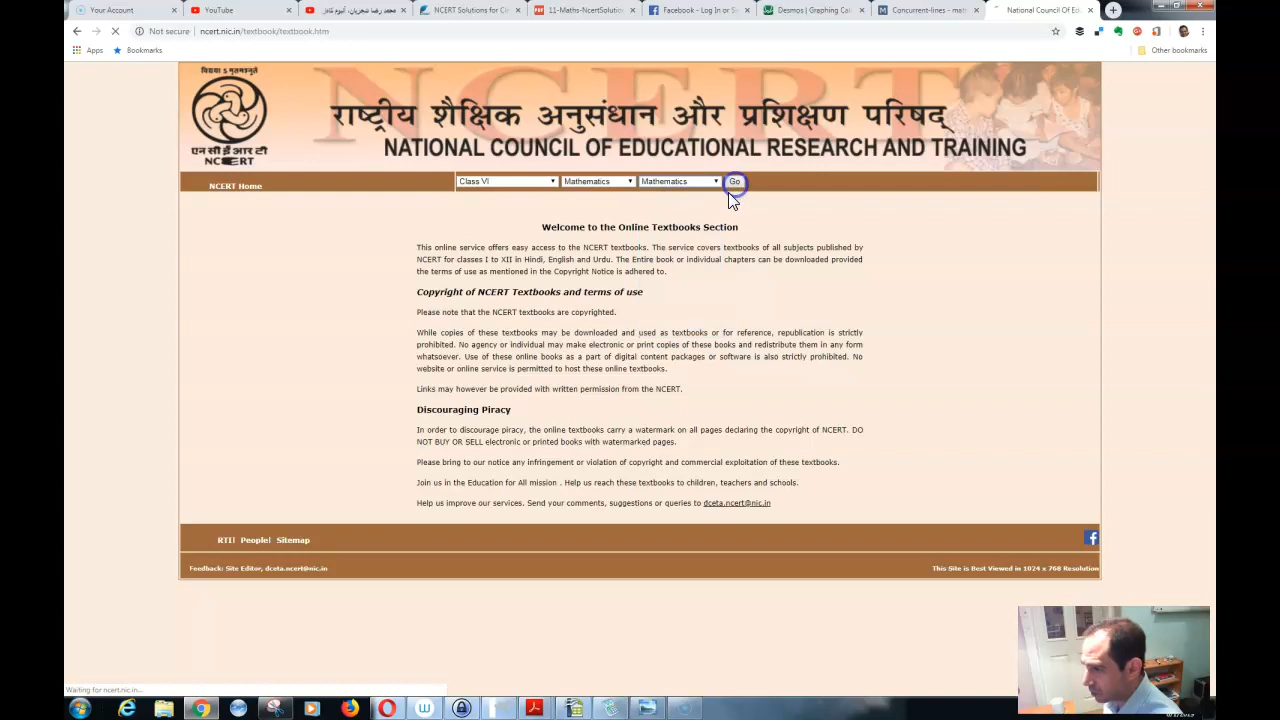 Your Account
YouTube
NCERT Solutions for Cl
11-Maths-NcertSolution
Facebook - Log In or Si
Desmos | Graphing Cal
Concurrent-lines - math
National Council Of Edu
Not secure | ncert.nic.in/textbook/textbook.htm
Apps Bookmarks Other bookmarks
विद्यया ऽ मृतमश्नुते
एन सी ई आर टी
NCERT
राष्ट्रीय शैक्षिक अनुसंधान और प्रशिक्षण परिषद्
NATIONAL COUNCIL OF EDUCATIONAL RESEARCH AND TRAINING
NCERT Home Class VI Mathematics Mathematics Go
Welcome to the Online Textbooks Section
This online service offers easy access to the NCERT textbooks. The service covers textbooks of all subjects published by
NCERT for classes I to XII in Hindi, English and Urdu. The Entire book or individual chapters can be downloaded provided
the terms of use as mentioned in the Copyright Notice is adhered to.
Copyright of NCERT Textbooks and terms of use
Please note that the NCERT textbooks are copyrighted.
While copies of these textbooks may be downloaded and used as textbooks or for reference, republication is strictly
prohibited. No agency or individual may make electronic or print copies of these books and redistribute them in any form
whatsoever. Use of these online books as a part of digital content packages or software is also strictly prohibited. No
website or online service is permitted to host these online textbooks.
Links may however be provided with written permission from the NCERT.
Discouraging Piracy
In order to discourage piracy, the online textbooks carry a watermark on all pages declaring the copyright of NCERT. DO
NOT BUY OR SELL electronic or printed books with watermarked pages.
Please bring to our notice any infringement or violation of copyright and commercial exploitation of these textbooks.
Join us in the Education for All mission . Help us reach these textbooks to children, teachers and schools.
Help us improve our services. Send your comments, suggestions or queries to dceta.ncert@nic.in
RTI| People| Sitemap
Feedback: Site Editor, dceta.ncert@nic.in This Site is Best Viewed in 1024 x 768 Resolution
Waiting for ncert.nic.in...